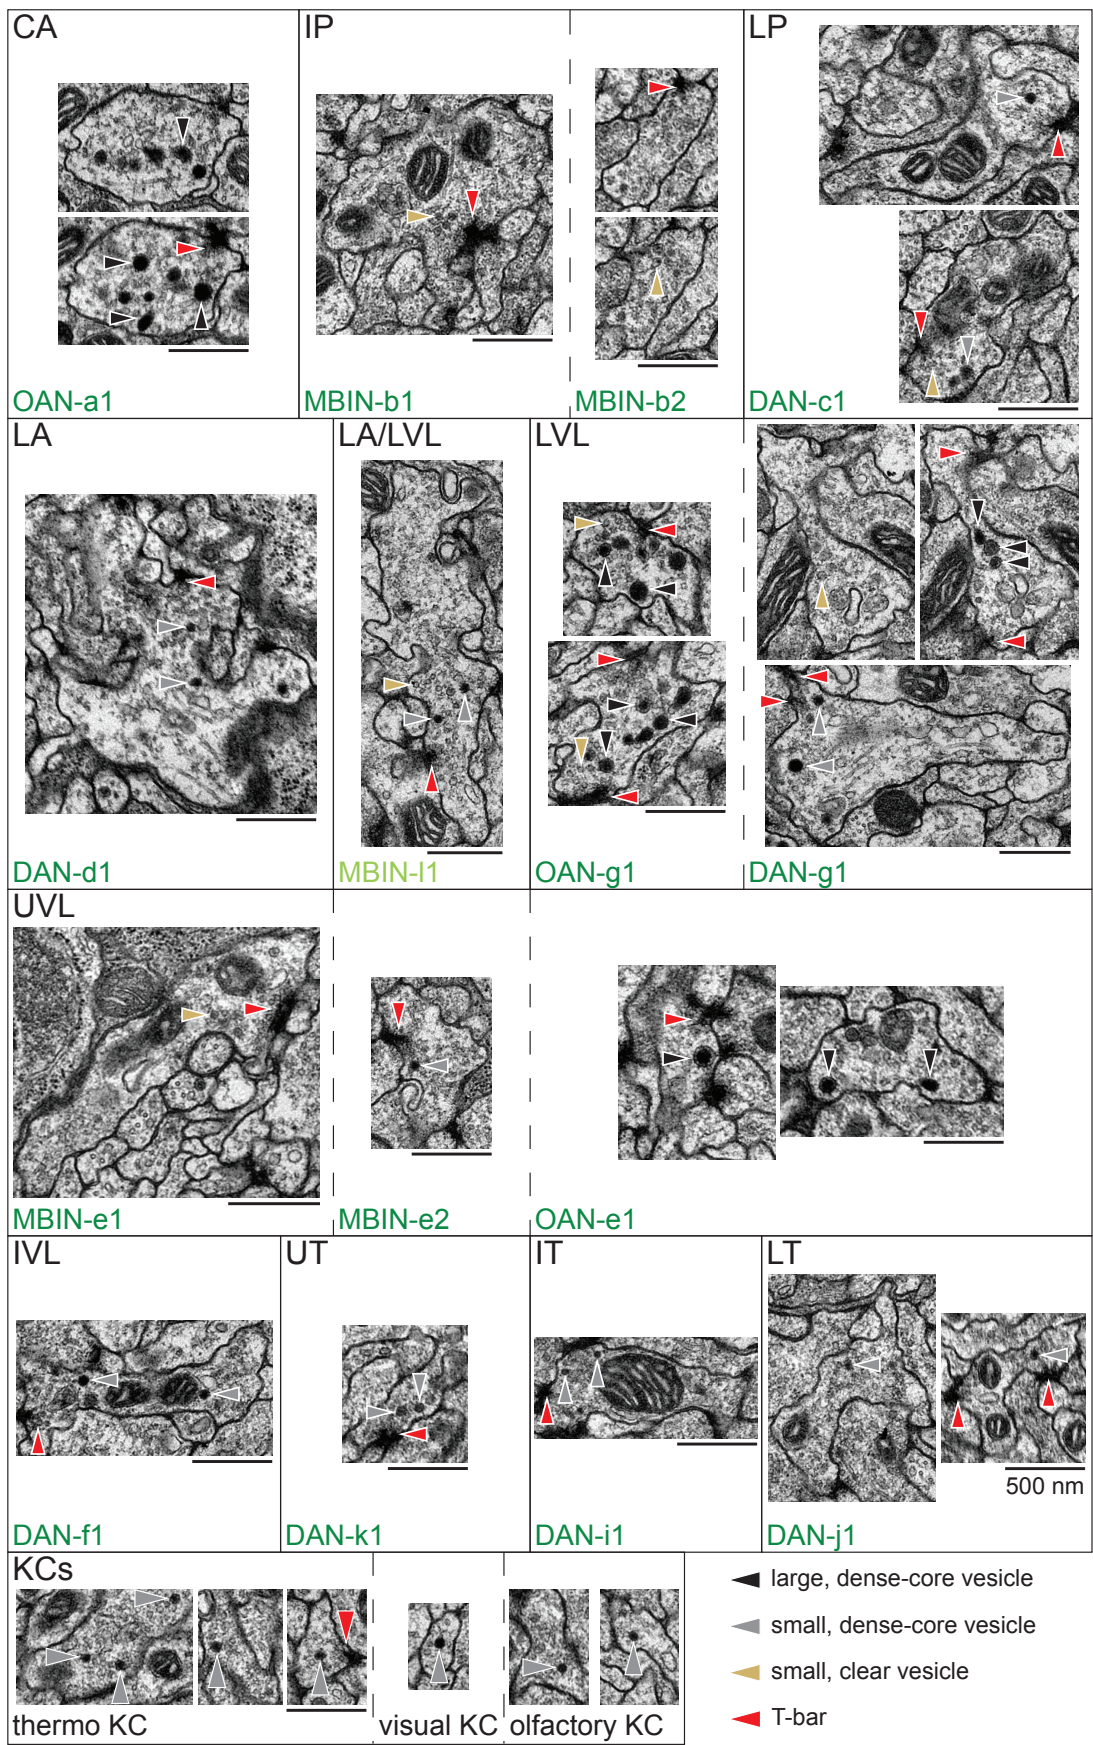 CA
IP
LP
OAN-a1
MBIN-b1
MBIN-b2
DAN-c1
LA
LA/LVL
LVL
DAN-d1
MBIN-l1
OAN-g1
DAN-g1
UVL
MBIN-e1
MBIN-e2
OAN-e1
IVL
UT
IT
LT
500 nm
DAN-f1
DAN-k1
DAN-i1
DAN-j1
KCs
thermo KC
visual KC
olfactory KC
large, dense-core vesicle
small, dense-core vesicle
small, clear vesicle
T-bar